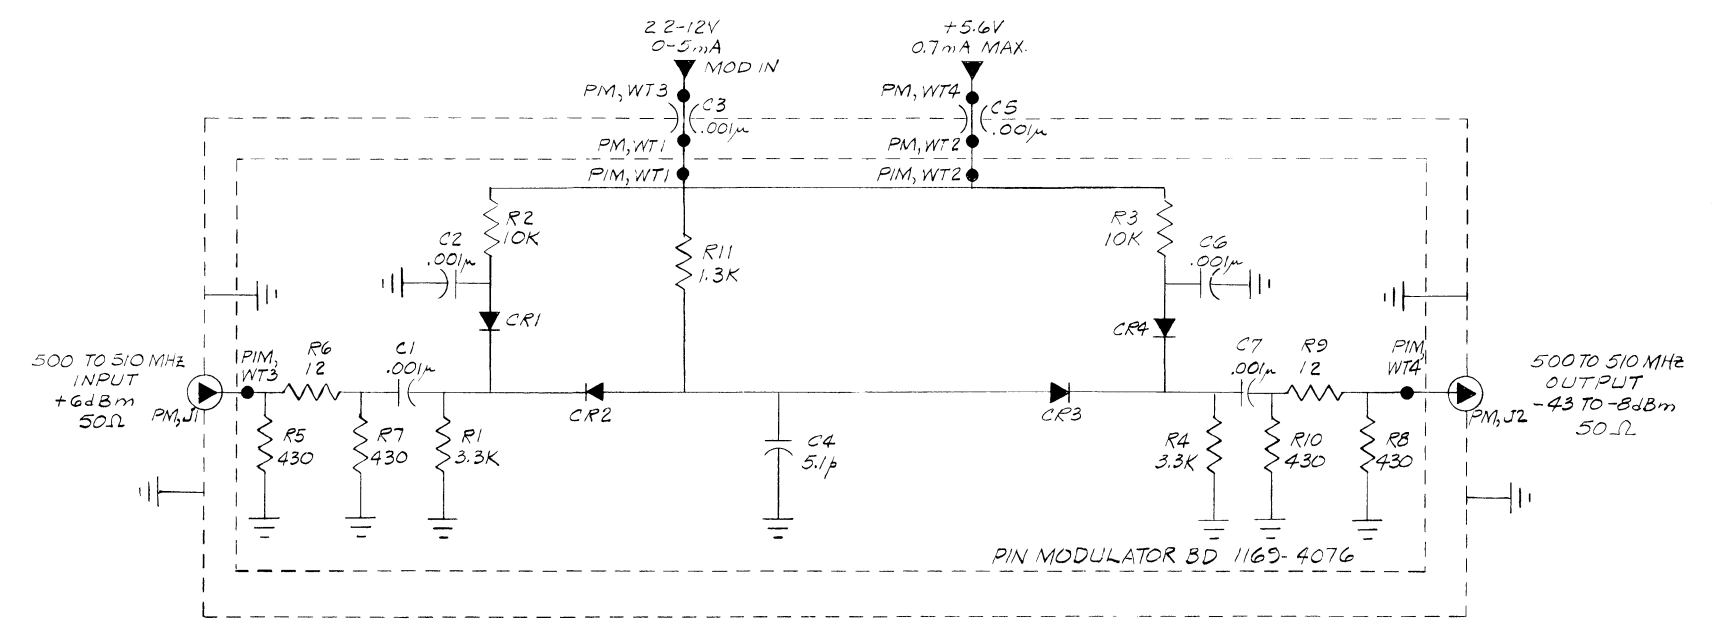 2.2-12V
0-5mA
MOD IN
+5.6V
0.7mA MAX.
PM, WT3
C3
.001µ
PM, WT4
C5
.001µ
PM, WT1
PM, WT2
PIM, WT1
PIM, WT2
R2
10K
C2
.001µ
R11
1.3K
R3
10K
C6
.001µ
CR1
CR4
500 TO 510 MHz
INPUT
+6dBm
50Ω
PM, J1
PIM,
WT3
R6
12
C1
.001µ
CR2
CR3
C7
.001µ
R9
12
PIM,
WT4
500 TO 510 MHz
OUTPUT
-43 TO -8dBm
50Ω
PM, J2
R5
430
R7
430
R1
3.3K
C4
5.1p
R4
3.3K
R10
430
R8
430
PIN MODULATOR BD 1169-4076